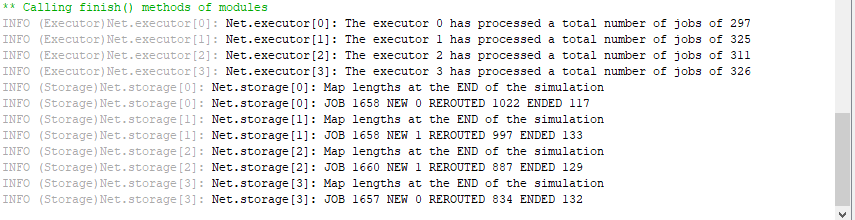 ** Calling finish() methods of modules
INFO (Executor)Net.executor[0]: Net.executor[0]: The executor 0 has processed a total number of jobs of 297
INFO (Executor)Net.executor[1]: Net.executor[1]: The executor 1 has processed a total number of jobs of 325
INFO (Executor)Net.executor[2]: Net.executor[2]: The executor 2 has processed a total number of jobs of 311
INFO (Executor)Net.executor[3]: Net.executor[3]: The executor 3 has processed a total number of jobs of 326
INFO (Storage)Net.storage[0]: Net.storage[0]: Map lengths at the END of the simulation
INFO (Storage)Net.storage[0]: Net.storage[0]: JOB 1658 NEW 0 REROUTED 1022 ENDED 117
INFO (Storage)Net.storage[1]: Net.storage[1]: Map lengths at the END of the simulation
INFO (Storage)Net.storage[1]: Net.storage[1]: JOB 1658 NEW 1 REROUTED 997 ENDED 133
INFO (Storage)Net.storage[2]: Net.storage[2]: Map lengths at the END of the simulation
INFO (Storage)Net.storage[2]: Net.storage[2]: JOB 1660 NEW 1 REROUTED 887 ENDED 129
INFO (Storage)Net.storage[3]: Net.storage[3]: Map lengths at the END of the simulation
INFO (Storage)Net.storage[3]: Net.storage[3]: JOB 1657 NEW 0 REROUTED 834 ENDED 132